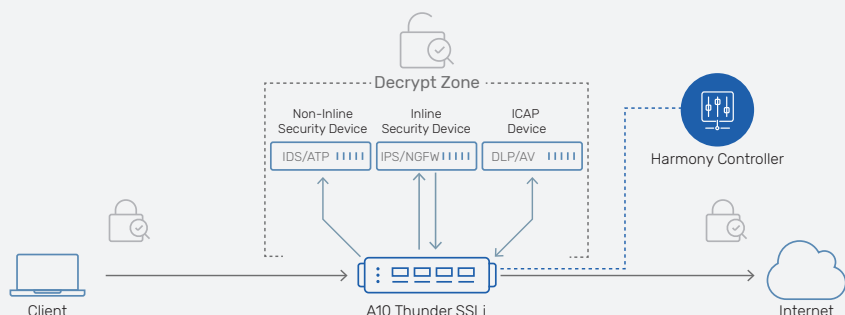 Decrypt Zone
Non-Inline
Security Device
Inline
Security Device
ICAP
Device
IDS/ATP
IPS/NGFW
DLP/AV
Harmony Controller
Client
A10 Thunder SSLi
Internet